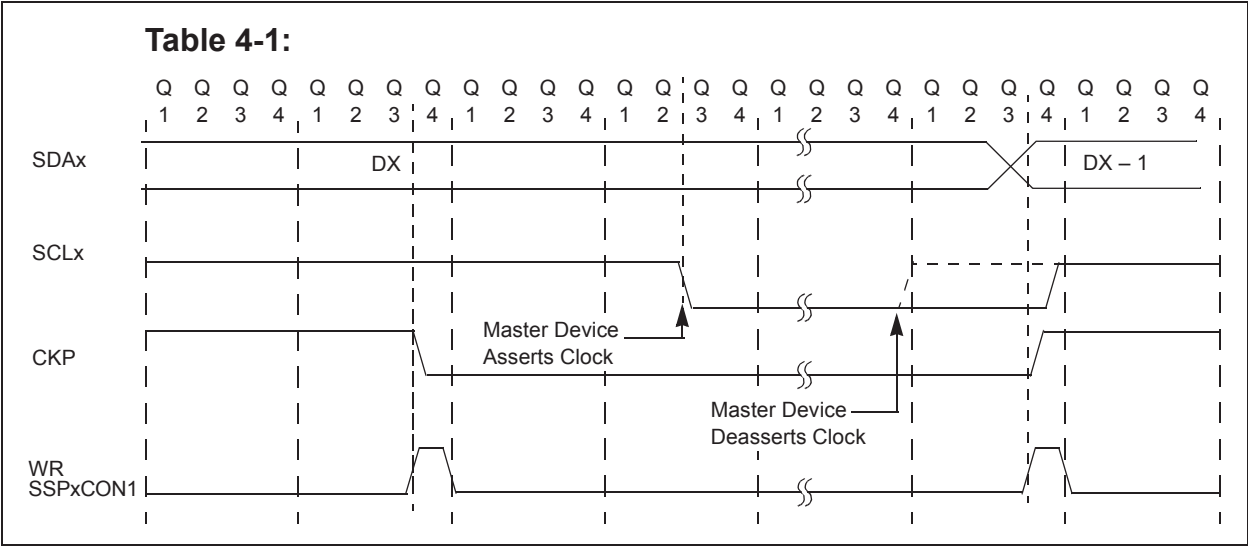 Table 4-1:
Q Q Q Q Q Q Q Q Q Q Q Q Q Q Q Q Q Q Q Q Q Q Q Q Q Q Q Q
1 2 3 4 1 2 3 4 1 2 3 4 1 2 3 4 1 2 3 4 1 2 3 4 1 2 3 4
SDAx
DX
DX – 1
SCLx
Master Device
Asserts Clock
CKP
Master Device
Deasserts Clock
WR
SSPxCON1